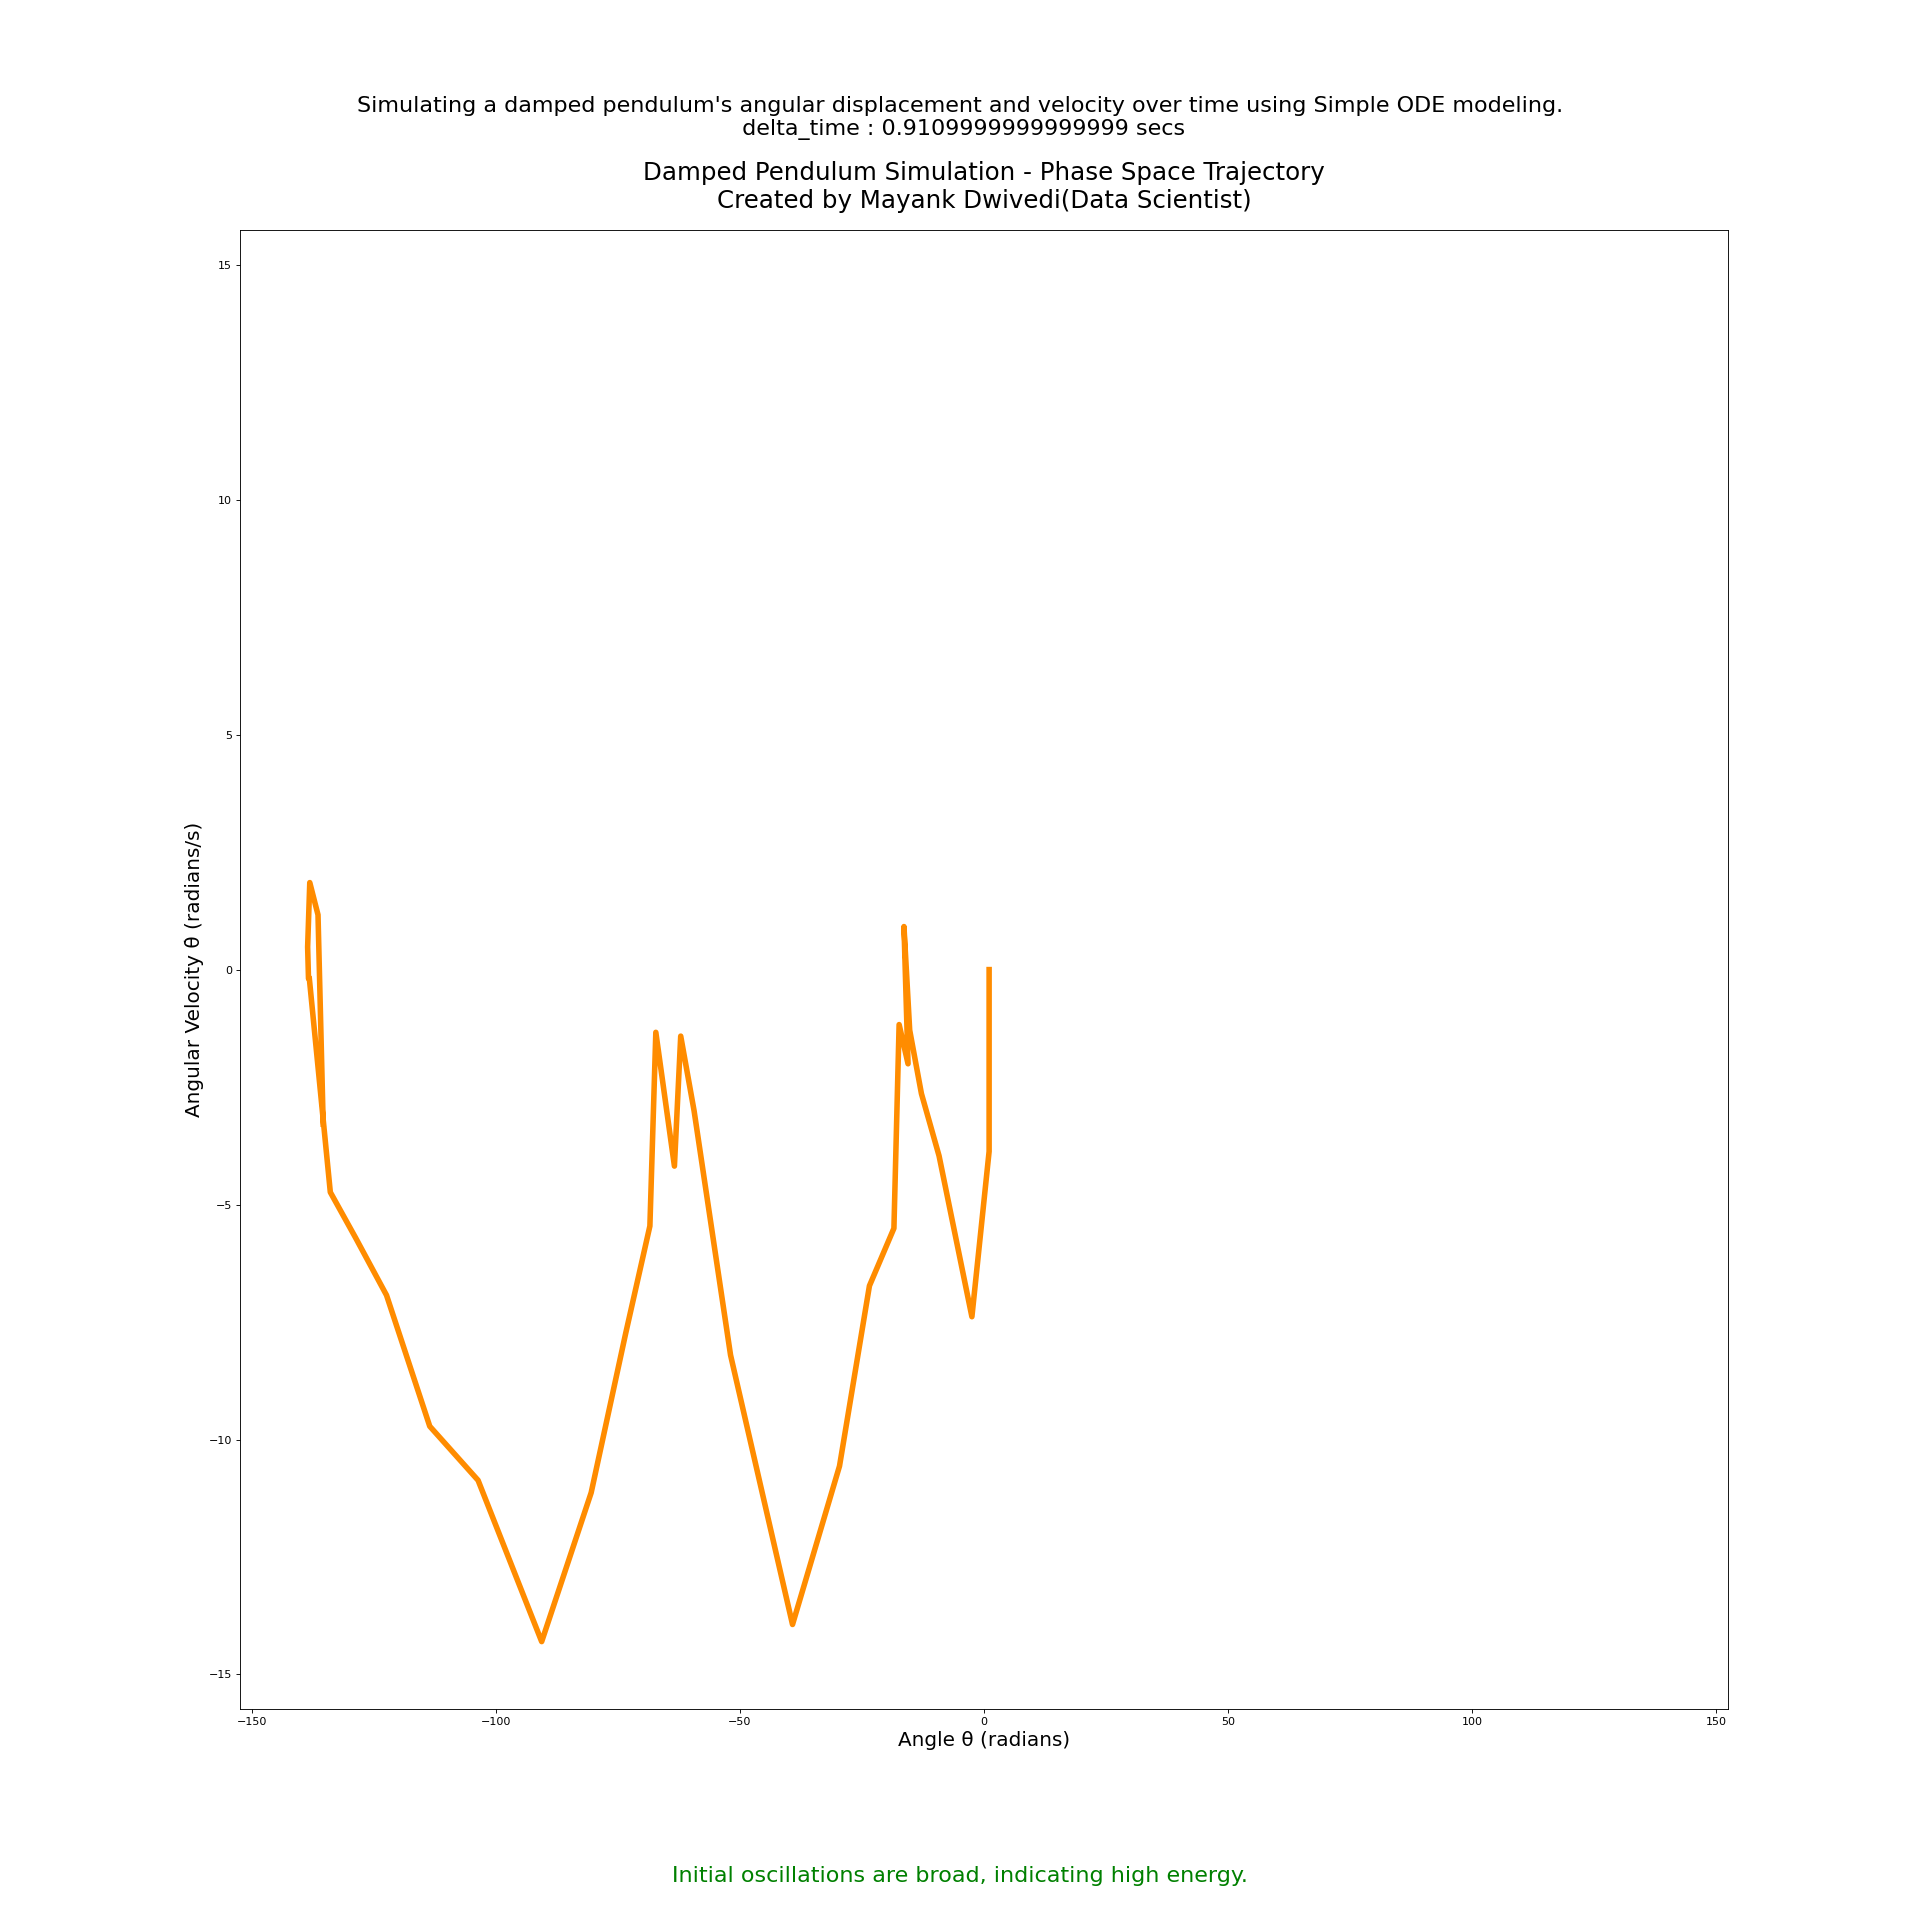 Simulating a damped pendulum's angular displacement and velocity over time using Simple ODE modeling.
delta_time : 0.9109999999999999 secs
Damped Pendulum Simulation - Phase Space Trajectory
Created by Mayank Dwivedi(Data Scientist)
15
10
5
0
−5
−10
−15
Angular Velocity θ (radians/s)
−150
−100
−50
0
50
100
150
Angle θ (radians)
Initial oscillations are broad, indicating high energy.